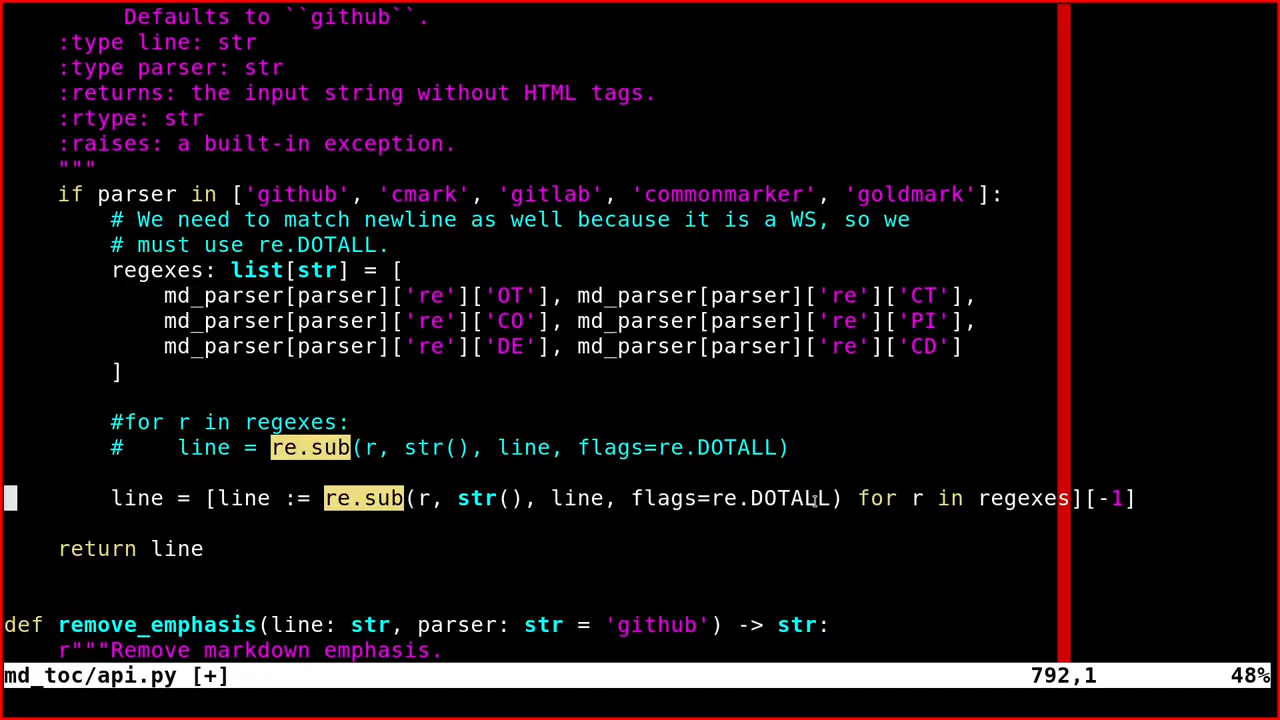 Defaults to ``github``.
:type line: str
:type parser: str
:returns: the input string without HTML tags.
:rtype: str
:raises: a built-in exception.
"""
if parser in ['github', 'cmark', 'gitlab', 'commonmarker', 'goldmark']:
# We need to match newline as well because it is a WS, so we
# must use re.DOTALL.
regexes: list[str] = [
md_parser[parser]['re']['OT'], md_parser[parser]['re']['CT'],
md_parser[parser]['re']['CO'], md_parser[parser]['re']['PI'],
md_parser[parser]['re']['DE'], md_parser[parser]['re']['CD']
]
#for r in regexes:
#    line = re.sub(r, str(), line, flags=re.DOTALL)
line = [line := re.sub(r, str(), line, flags=re.DOTALL) for r in regexes][-1]
return line
def remove_emphasis(line: str, parser: str = 'github') -> str:
r"""Remove markdown emphasis.
md_toc/api.py [+] 792,1 48%